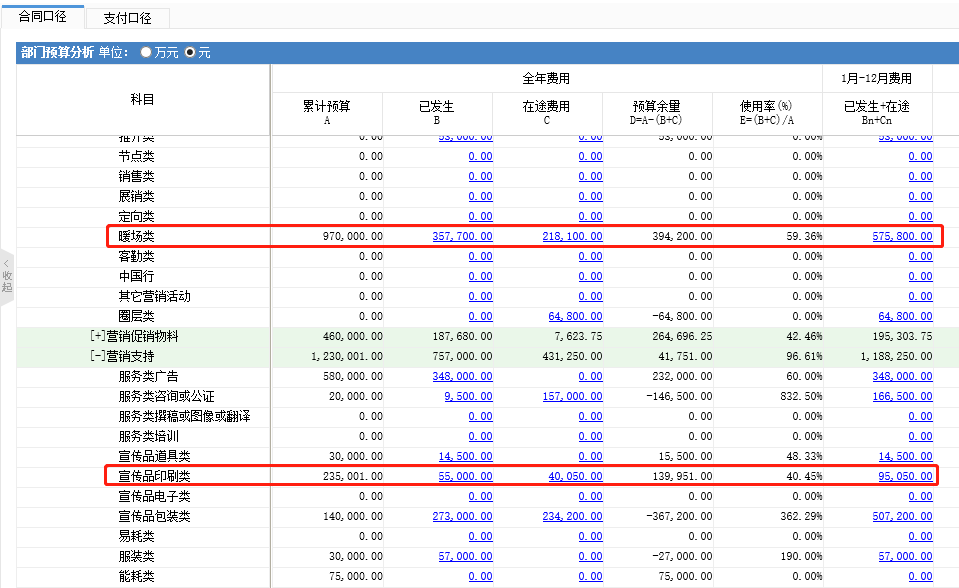 合同口径 支付口径
部门预算分析 单位: 万元 元
科目 全年费用 1月-12月费用
累计预算 已发生 在途费用 预算余量 使用率(%) 已发生+在途
A B C D=A-(B+C) E=(B+C)/A Bn+Cn
推介类 0.00 53,000.00 0.00 -53,000.00 0.00% 53,000.00
节点类 0.00 0.00 0.00 0.00 0.00% 0.00
销售类 0.00 0.00 0.00 0.00 0.00% 0.00
展销类 0.00 0.00 0.00 0.00 0.00% 0.00
定向类 0.00 0.00 0.00 0.00 0.00% 0.00
暖场类 970,000.00 357,700.00 218,100.00 394,200.00 59.36% 575,800.00
客勤类 0.00 0.00 0.00 0.00 0.00% 0.00
中国行 0.00 0.00 0.00 0.00 0.00% 0.00
其它营销活动 0.00 0.00 0.00 0.00 0.00% 0.00
圈层类 0.00 0.00 64,800.00 -64,800.00 0.00% 64,800.00
[+]营销促销物料 460,000.00 187,680.00 7,623.75 264,696.25 42.46% 195,303.75
[-]营销支持 1,230,001.00 757,000.00 431,250.00 41,751.00 96.61% 1,188,250.00
服务类广告 580,000.00 348,000.00 0.00 232,000.00 60.00% 348,000.00
服务类咨询或公证 20,000.00 9,500.00 157,000.00 -146,500.00 832.50% 166,500.00
服务类撰稿或图像或翻译 0.00 0.00 0.00 0.00 0.00% 0.00
服务类培训 0.00 0.00 0.00 0.00 0.00% 0.00
宣传品道具类 30,000.00 14,500.00 0.00 15,500.00 48.33% 14,500.00
宣传品印刷类 235,001.00 55,000.00 40,050.00 139,951.00 40.45% 95,050.00
宣传品电子类 0.00 0.00 0.00 0.00 0.00% 0.00
宣传品包装类 140,000.00 273,000.00 234,200.00 -367,200.00 362.29% 507,200.00
易耗类 0.00 0.00 0.00 0.00 0.00% 0.00
服装类 30,000.00 57,000.00 0.00 -27,000.00 190.00% 57,000.00
能耗类 75,000.00 0.00 0.00 75,000.00 0.00% 0.00
收起